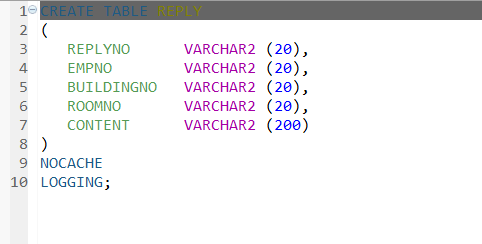 1 CREATE TABLE REPLY
2 (
3    REPLYNO      VARCHAR2 (20),
4    EMPNO        VARCHAR2 (20),
5    BUILDINGNO   VARCHAR2 (20),
6    ROOMNO       VARCHAR2 (20),
7    CONTENT      VARCHAR2 (200)
8 )
9 NOCACHE
10 LOGGING;